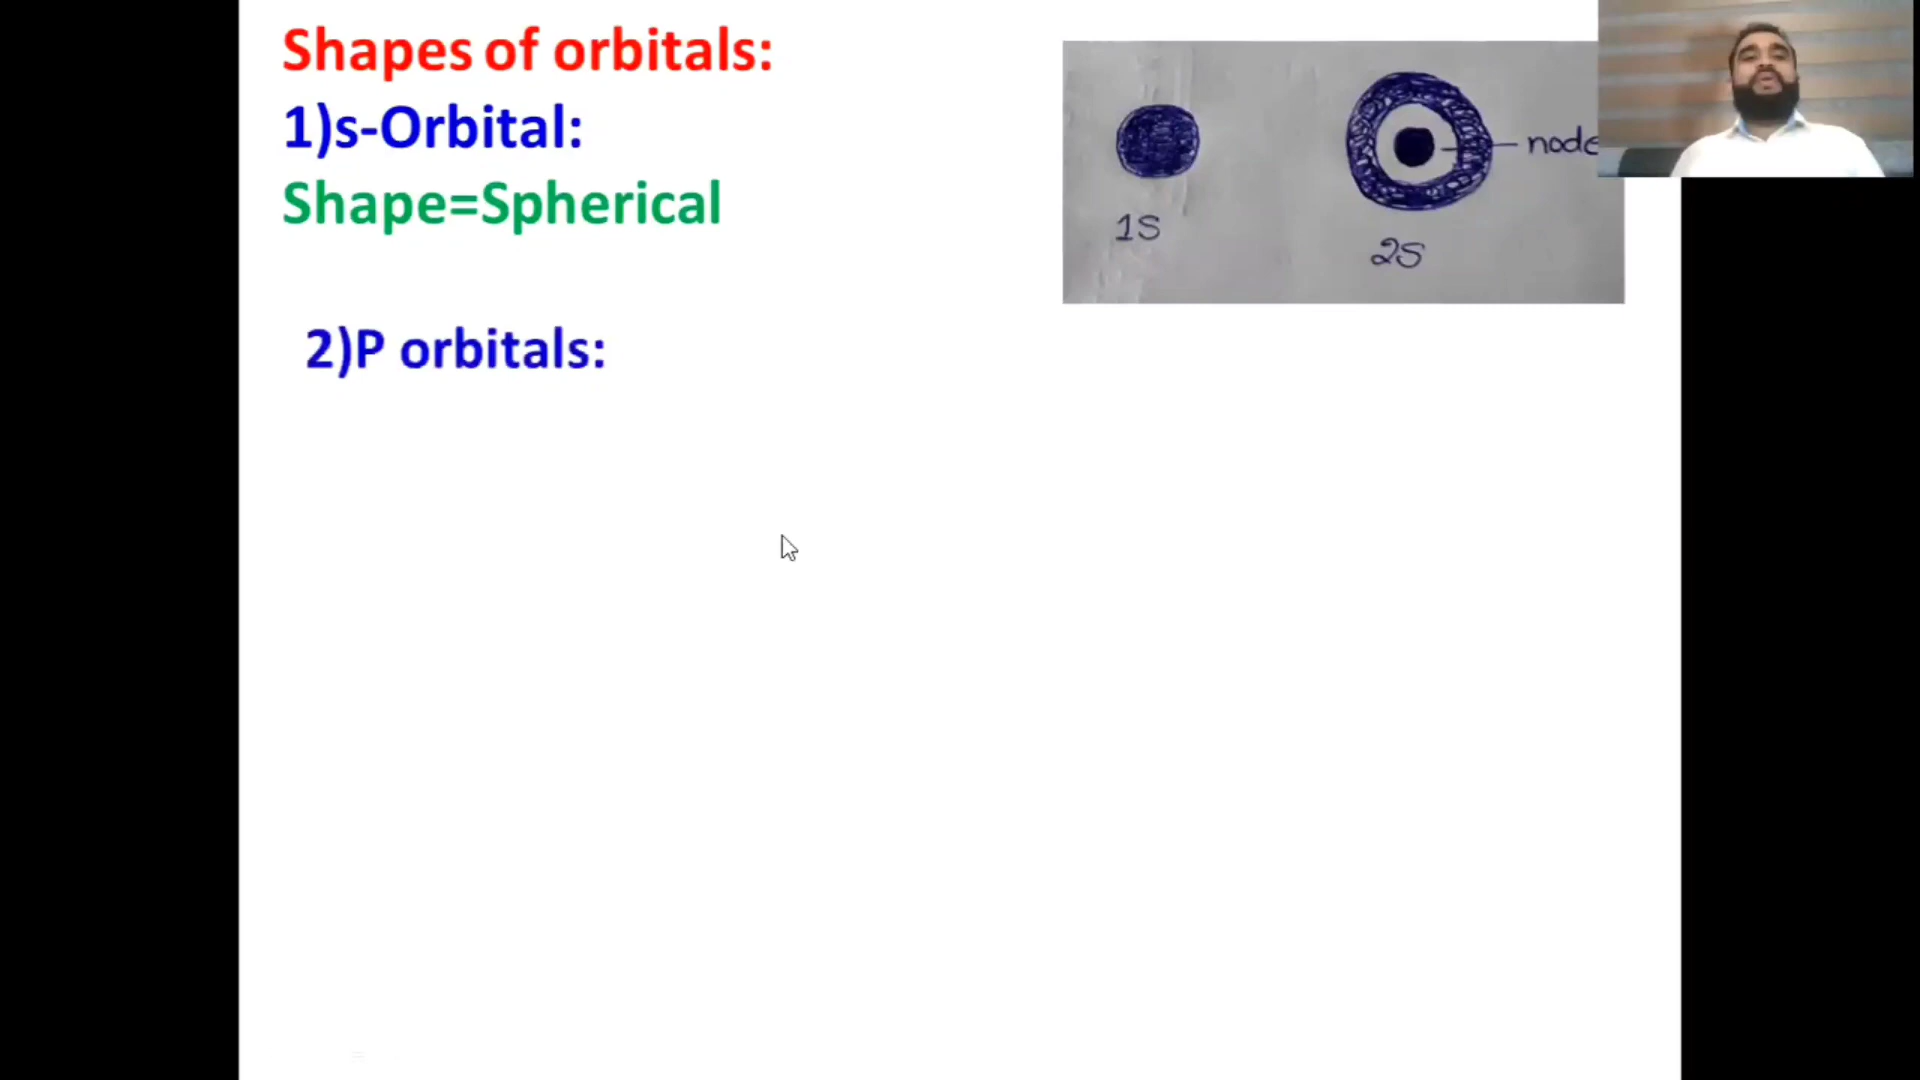 Shapes of orbitals:
1)s-Orbital:
Shape=Spherical
node
1S
2S
2)P orbitals: